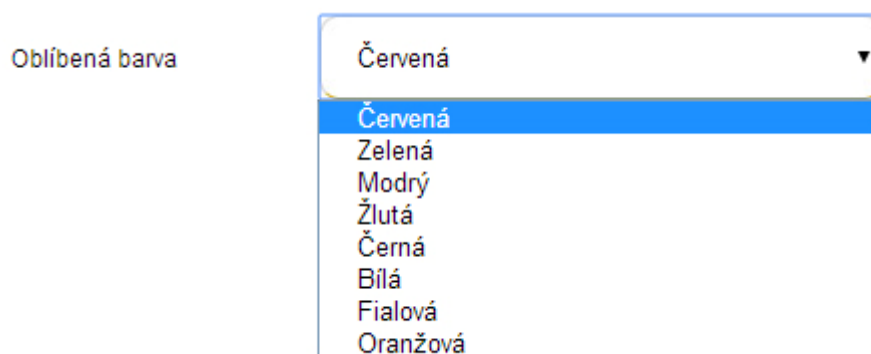 Oblíbená barva
Červená
Červená
Zelená
Modrý
Žlutá
Černá
Bílá
Fialová
Oranžová